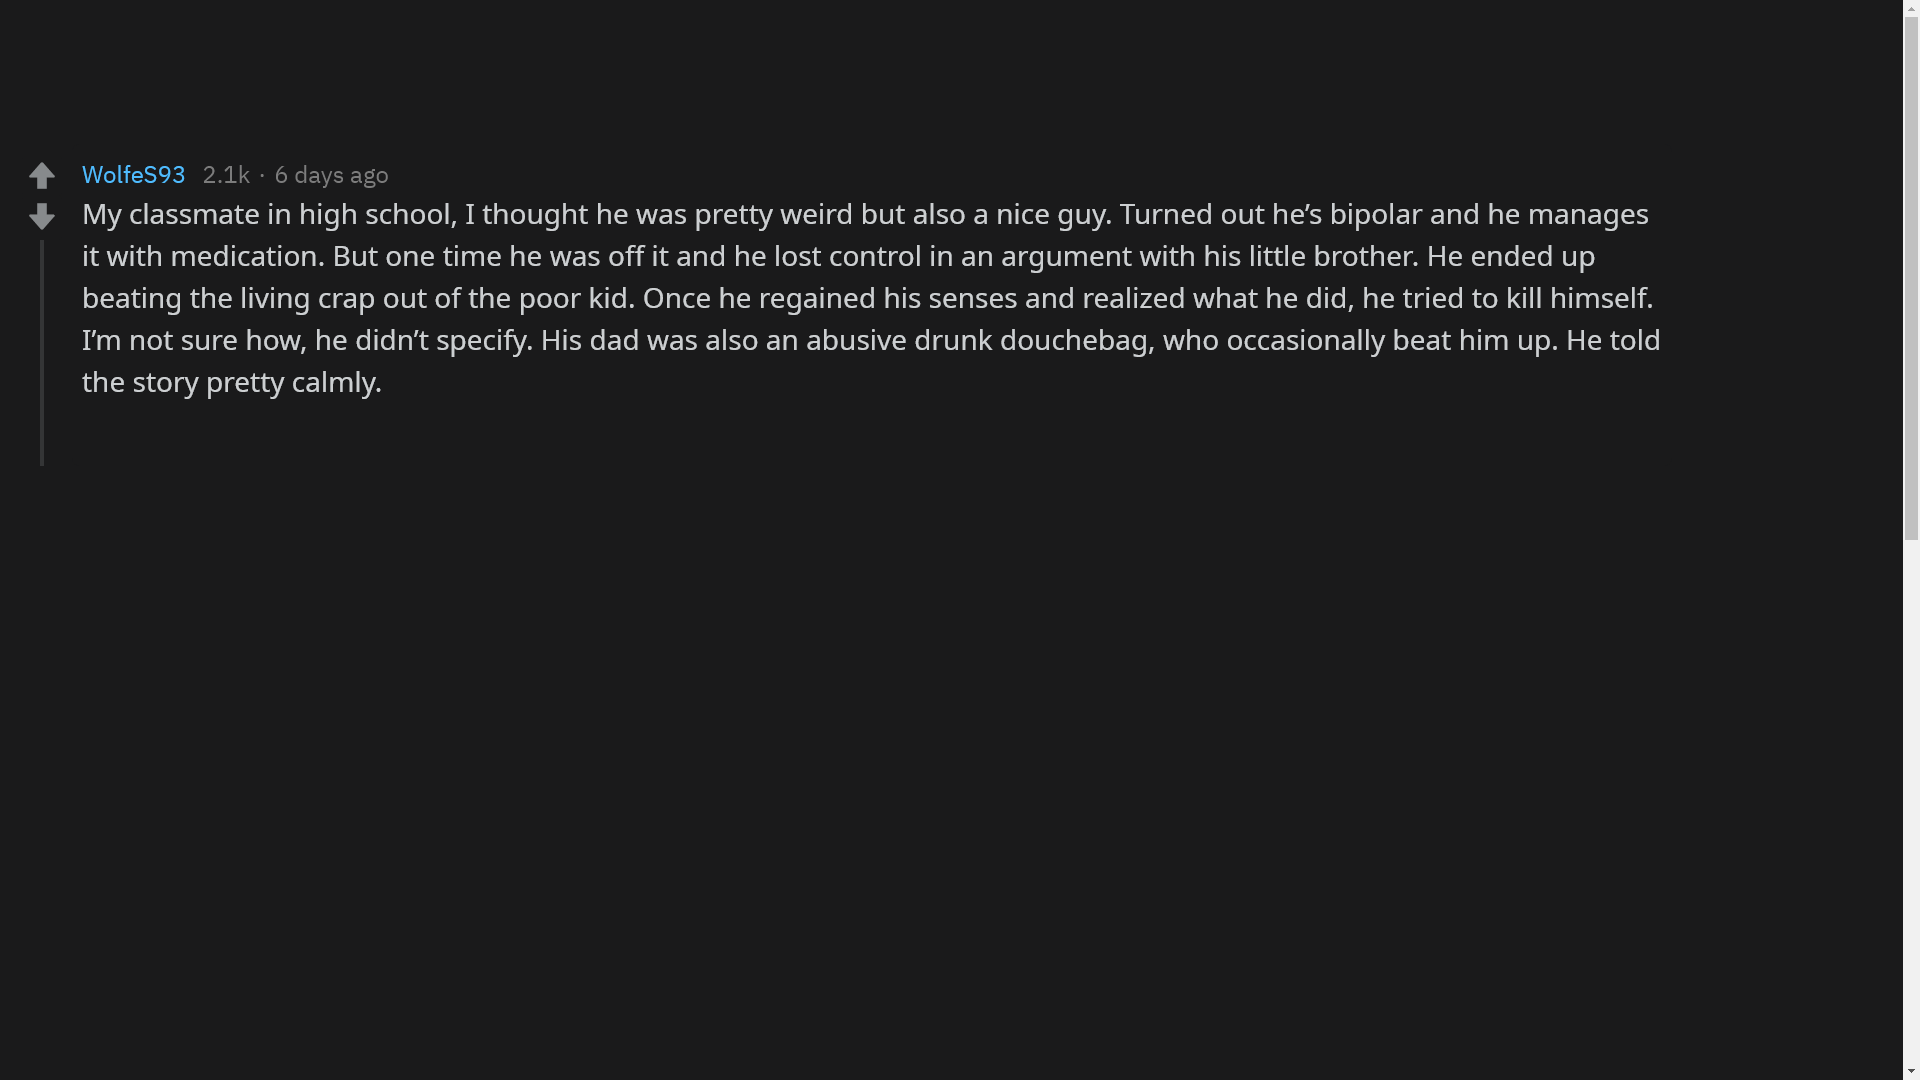 WolfeS93 2.1k · 6 days ago
My classmate in high school, I thought he was pretty weird but also a nice guy. Turned out he’s bipolar and he manages
it with medication. But one time he was off it and he lost control in an argument with his little brother. He ended up
beating the living crap out of the poor kid. Once he regained his senses and realized what he did, he tried to kill himself.
I’m not sure how, he didn’t specify. His dad was also an abusive drunk douchebag, who occasionally beat him up. He told
the story pretty calmly.